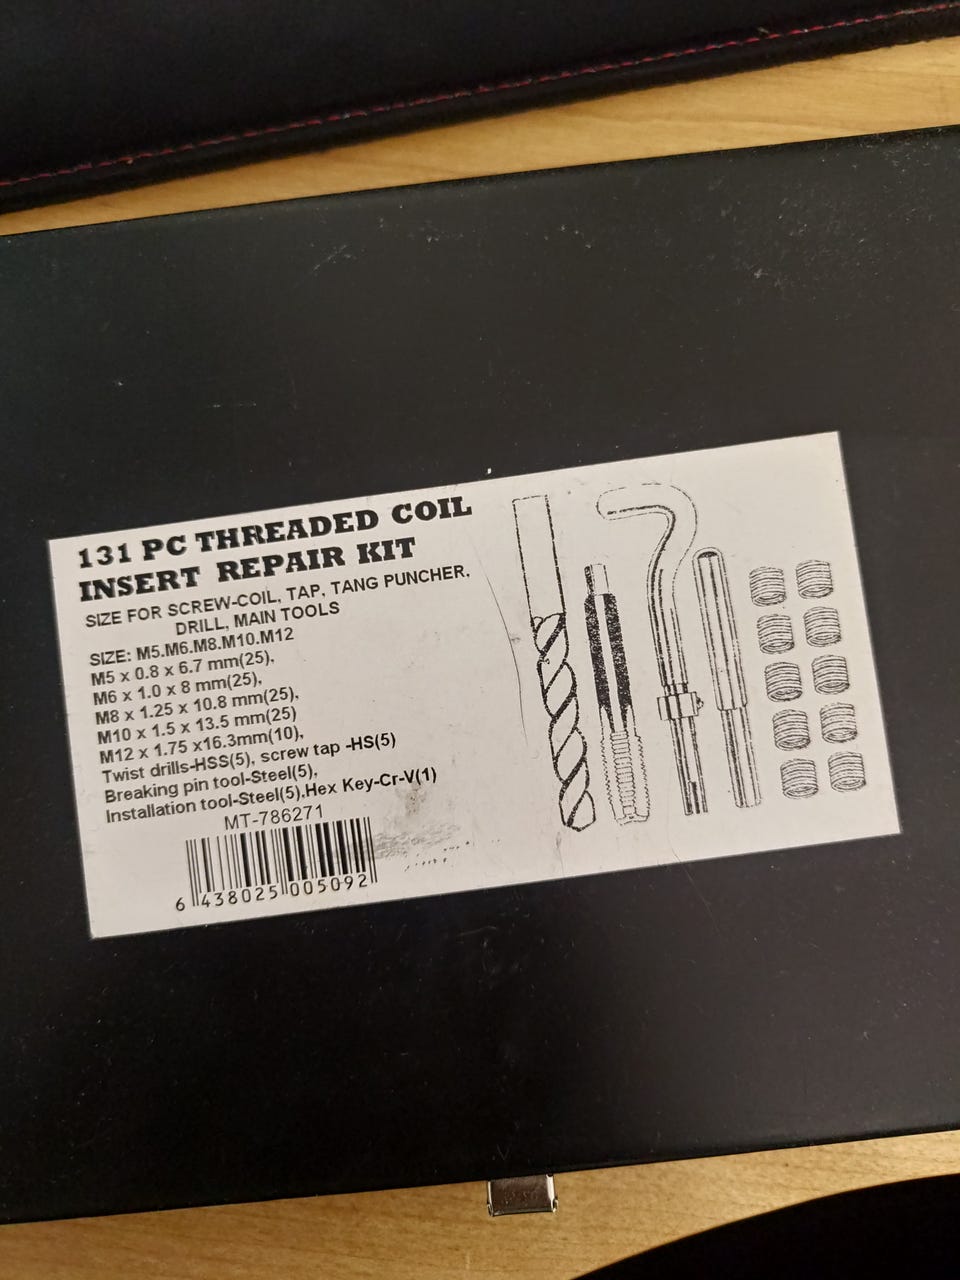 131 PC THREADED COIL
INSERT REPAIR KIT
SIZE FOR SCREW-COIL, TAP, TANG PUNCHER,
DRILL, MAIN TOOLS
SIZE: M5.M6.M8.M10.M12
M5 x 0.8 x 6.7 mm(25),
M6 x 1.0 x 8 mm(25),
M8 x 1.25 x 10.8 mm(25),
M10 x 1.5 x 13.5 mm(25)
M12 x 1.75 x16.3mm(10),
Twist drills-HSS(5), screw tap -HS(5)
Breaking pin tool-Steel(5),
Installation tool-Steel(5).Hex Key-Cr-V(1)
MT-786271
6 438025 005092